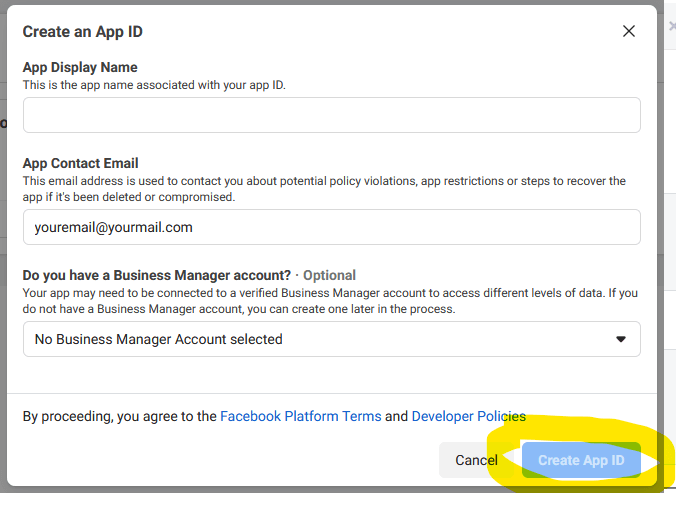 Create an App ID
App Display Name
This is the app name associated with your app ID.
App Contact Email
This email address is used to contact you about potential policy violations, app restrictions or steps to recover the
app if it's been deleted or compromised.
youremail@yourmail.com
Do you have a Business Manager account? · Optional
Your app may need to be connected to a verified Business Manager account to access different levels of data. If you
do not have a Business Manager account, you can create one later in the process.
No Business Manager Account selected
By proceeding, you agree to the Facebook Platform Terms and Developer Policies
Cancel Create App ID